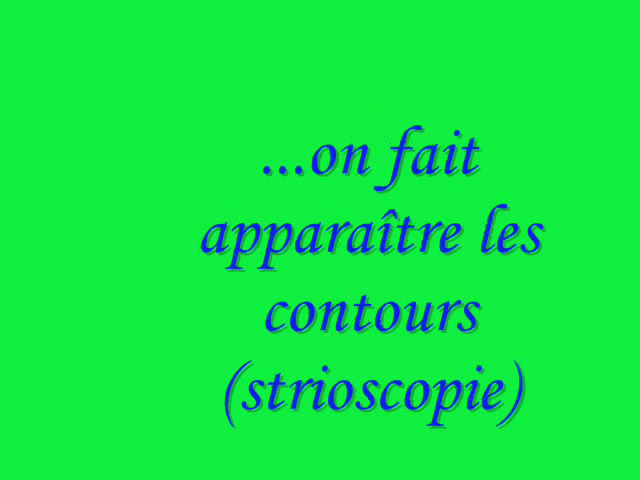 ...on fait
apparaître les
contours
(strioscopie)